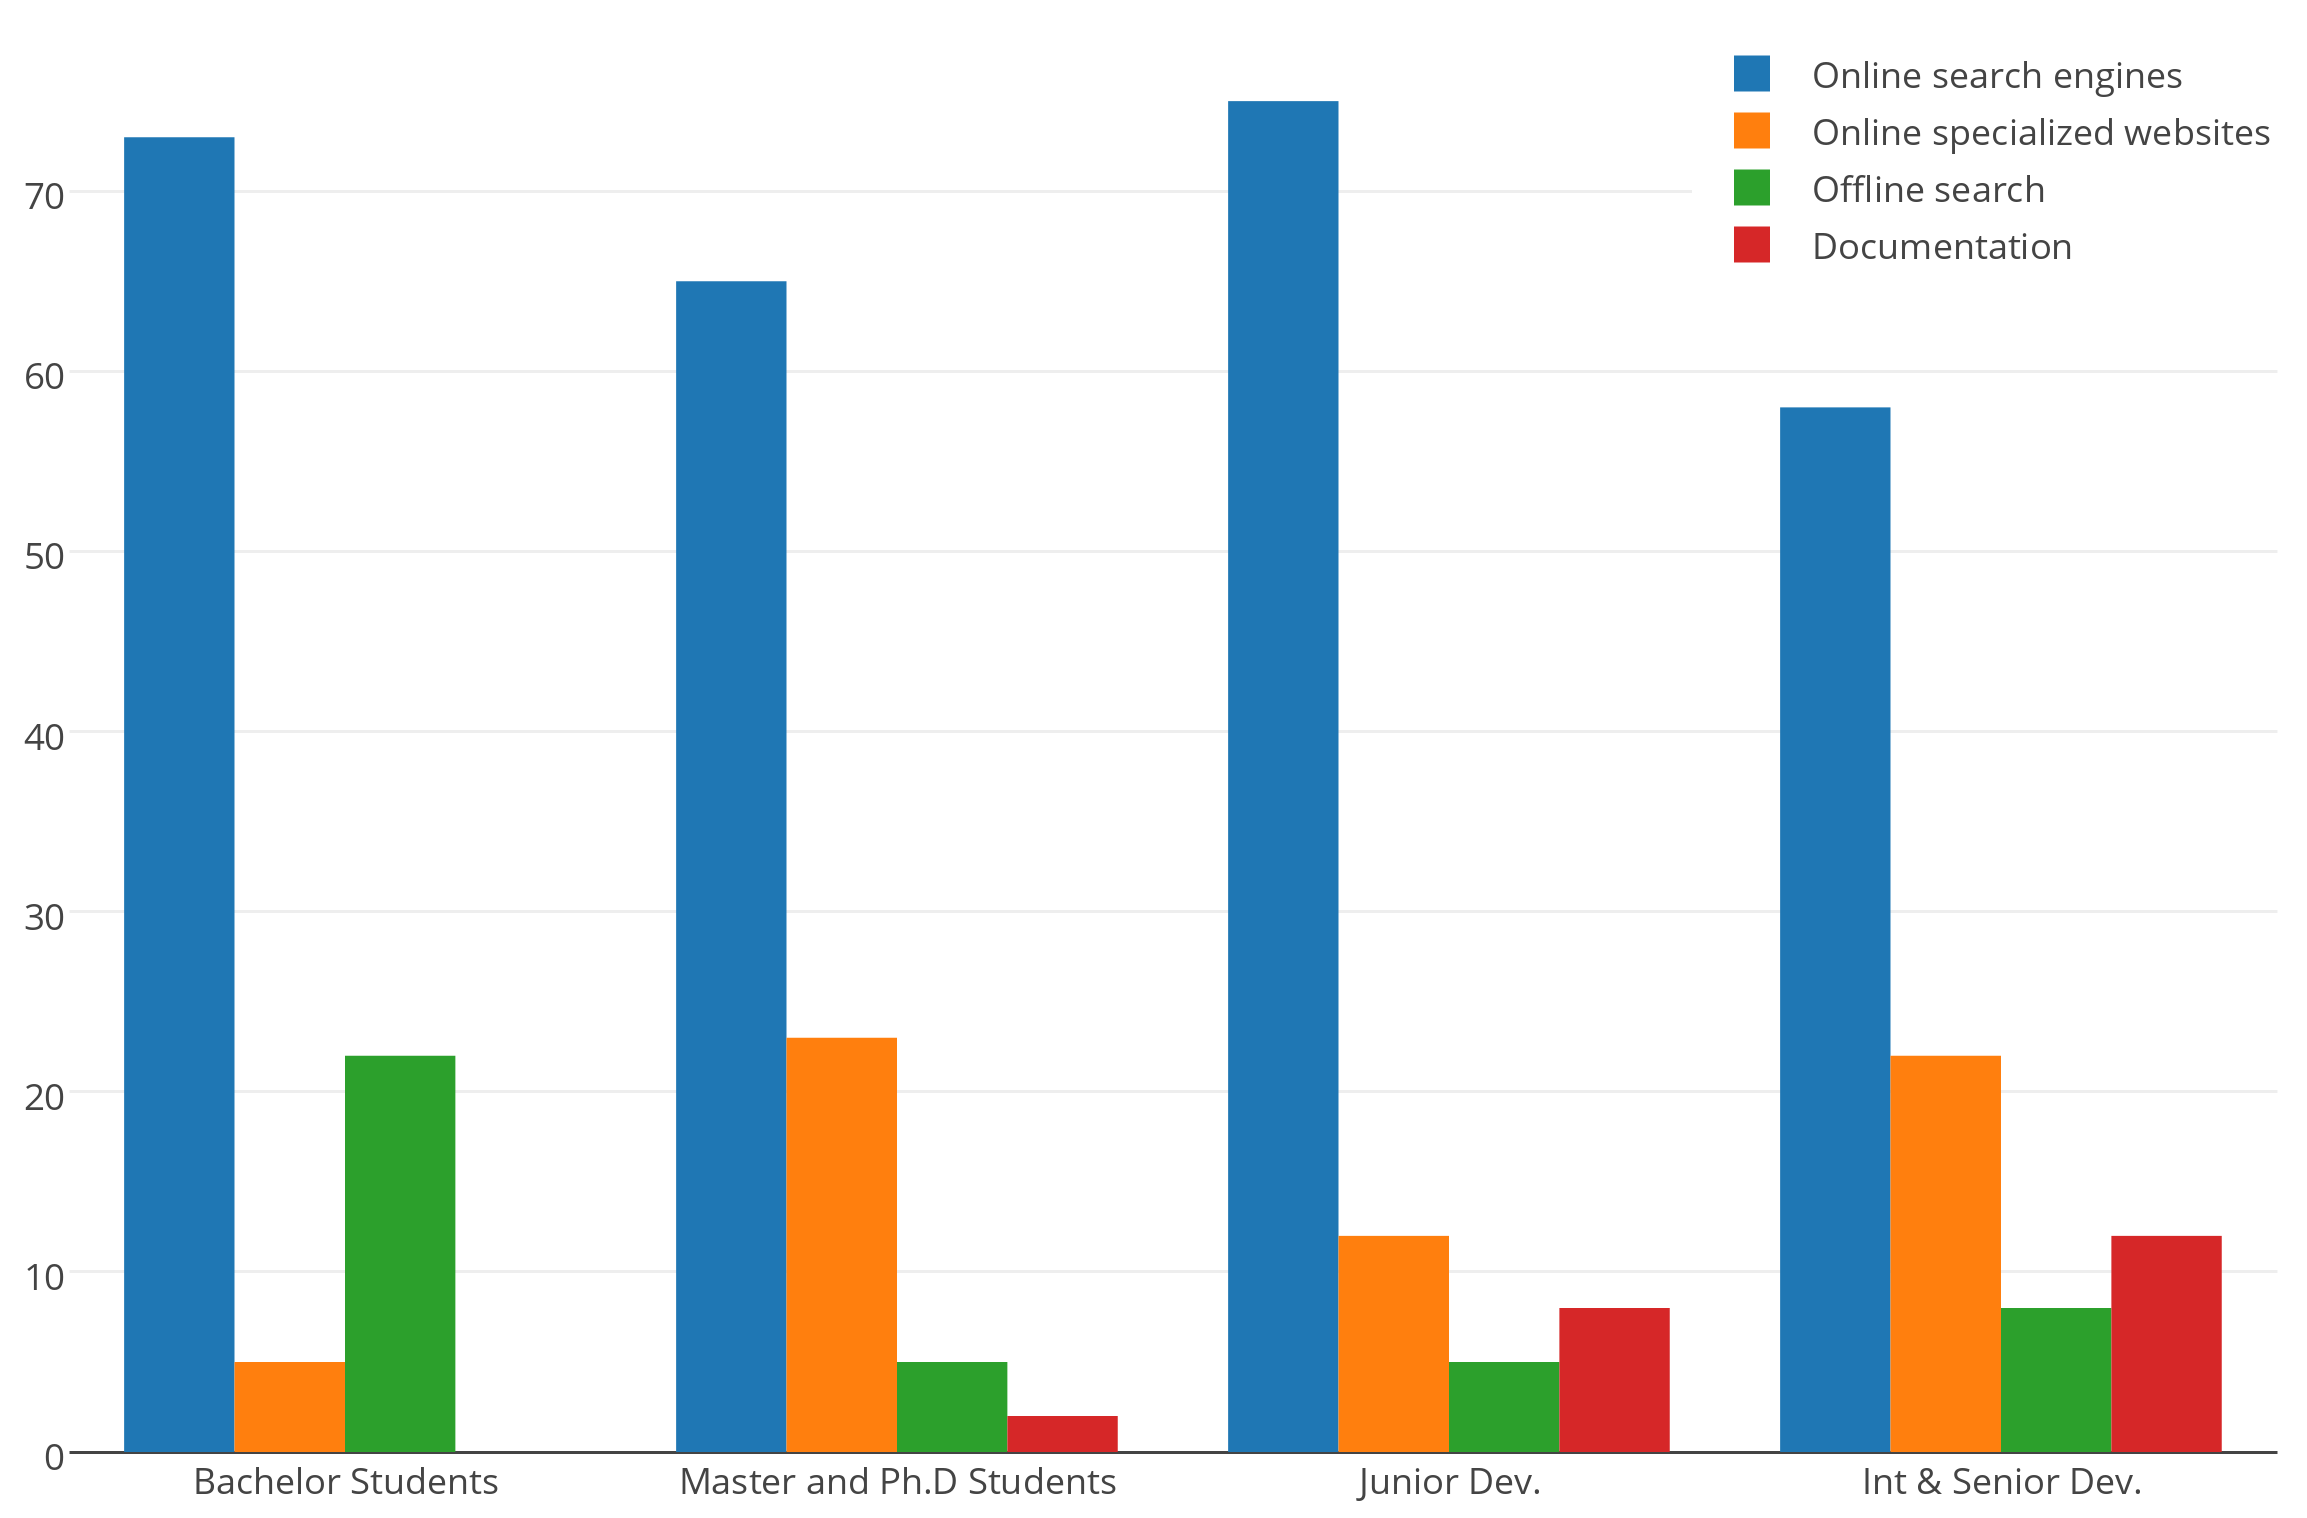 Online search engines
Online specialized websites
Offline search
Documentation
70
60
50
40
30
20
10
0
Bachelor Students
Master and Ph.D Students
Junior Dev.
Int & Senior Dev.